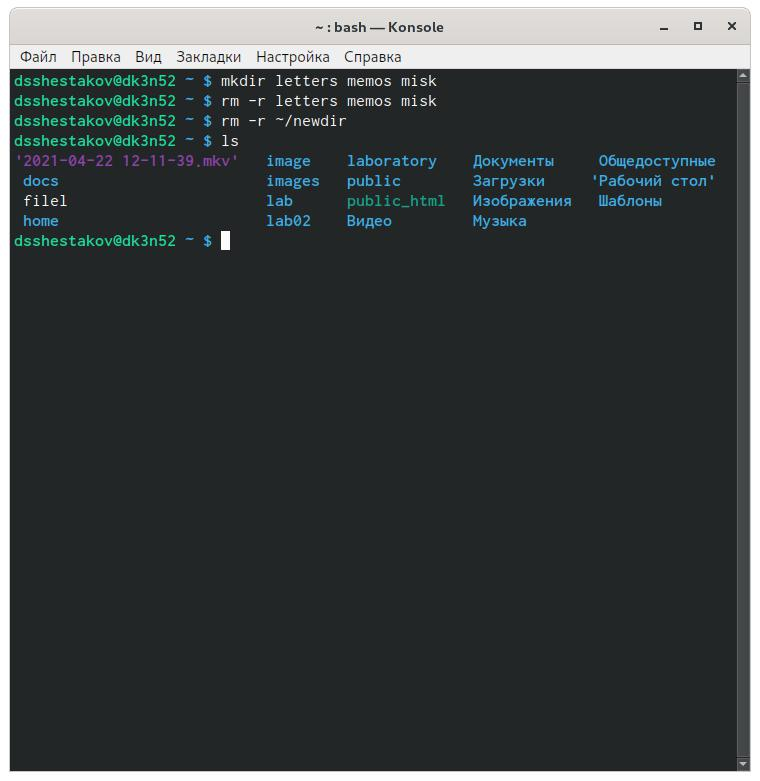 ~ : bash — Konsole
Файл Правка Вид Закладки Настройка Справка
dsshestakov@dk3n52 ~ $ mkdir letters memos misk
dsshestakov@dk3n52 ~ $ rm -r letters memos misk
dsshestakov@dk3n52 ~ $ rm -r ~/newdir
dsshestakov@dk3n52 ~ $ ls
'2021-04-22 12-11-39.mkv' image laboratory Документы Общедоступные
docs images public Загрузки 'Рабочий стол'
filel lab public_html Изображения Шаблоны
home lab02 Видео Музыка
dsshestakov@dk3n52 ~ $